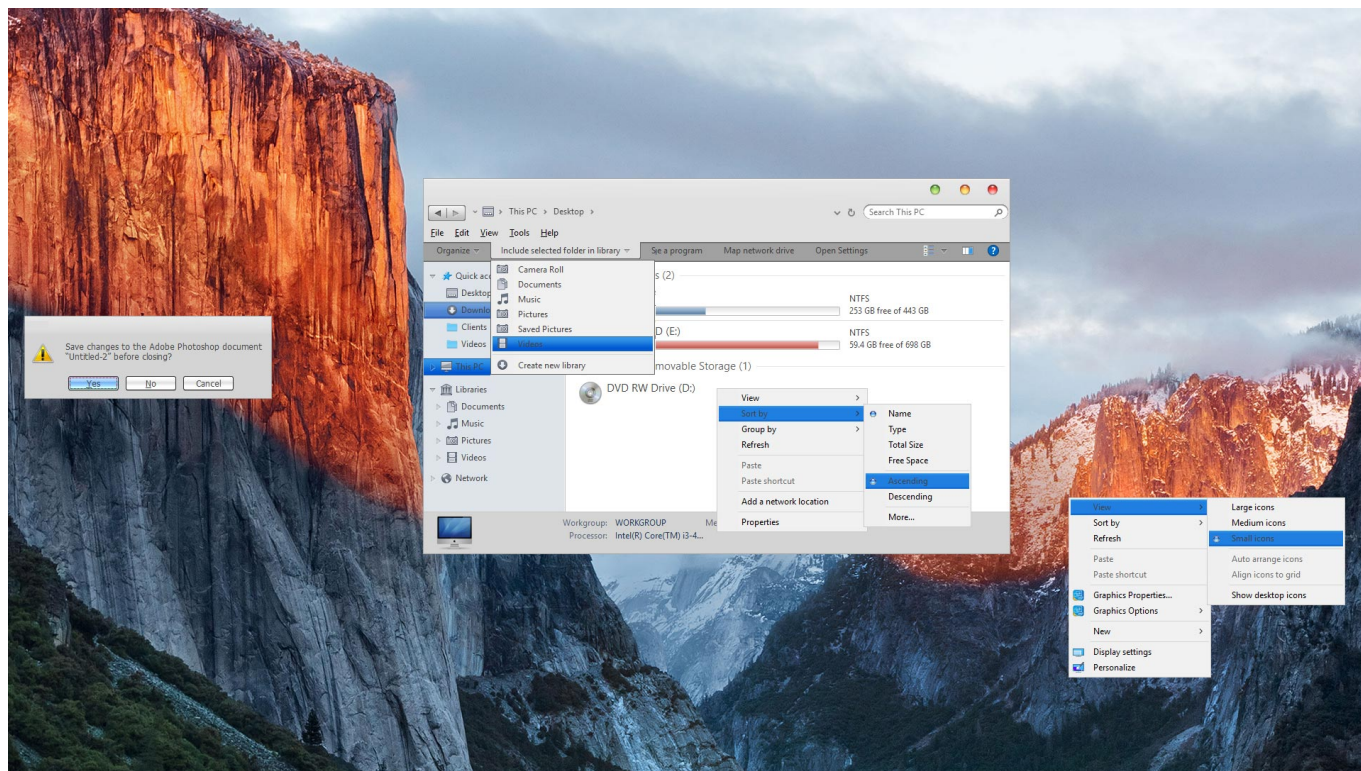 This PC
Desktop
Search This PC
File Edit View Tools Help
Organize
Include selected folder in library
a program
Map network drive
Open Settings
Camera Roll
Documents
Music
Pictures
Saved Pictures
Videos
Create new library
Quick acc
Desktop
Downlo
Clients
Videos
This PC
Libraries
Documents
Music
Pictures
Videos
Network
s (2)
NTFS
253 GB free of 443 GB
D (E:)
NTFS
59.4 GB free of 698 GB
movable Storage (1)
DVD RW Drive (D:)
Workgroup: WORKGROUP
Me
Processor: Intel(R) Core(TM) i3-4...
Save changes to the Adobe Photoshop document
"Untitled-2" before closing?
Yes
No
Cancel
View
Sort by
Group by
Refresh
Paste
Paste shortcut
Add a network location
Properties
Name
Type
Total Size
Free Space
Ascending
Descending
More...
View
Sort by
Refresh
Paste
Paste shortcut
Graphics Properties...
Graphics Options
New
Display settings
Personalize
Large icons
Medium icons
Small icons
Auto arrange icons
Align icons to grid
Show desktop icons